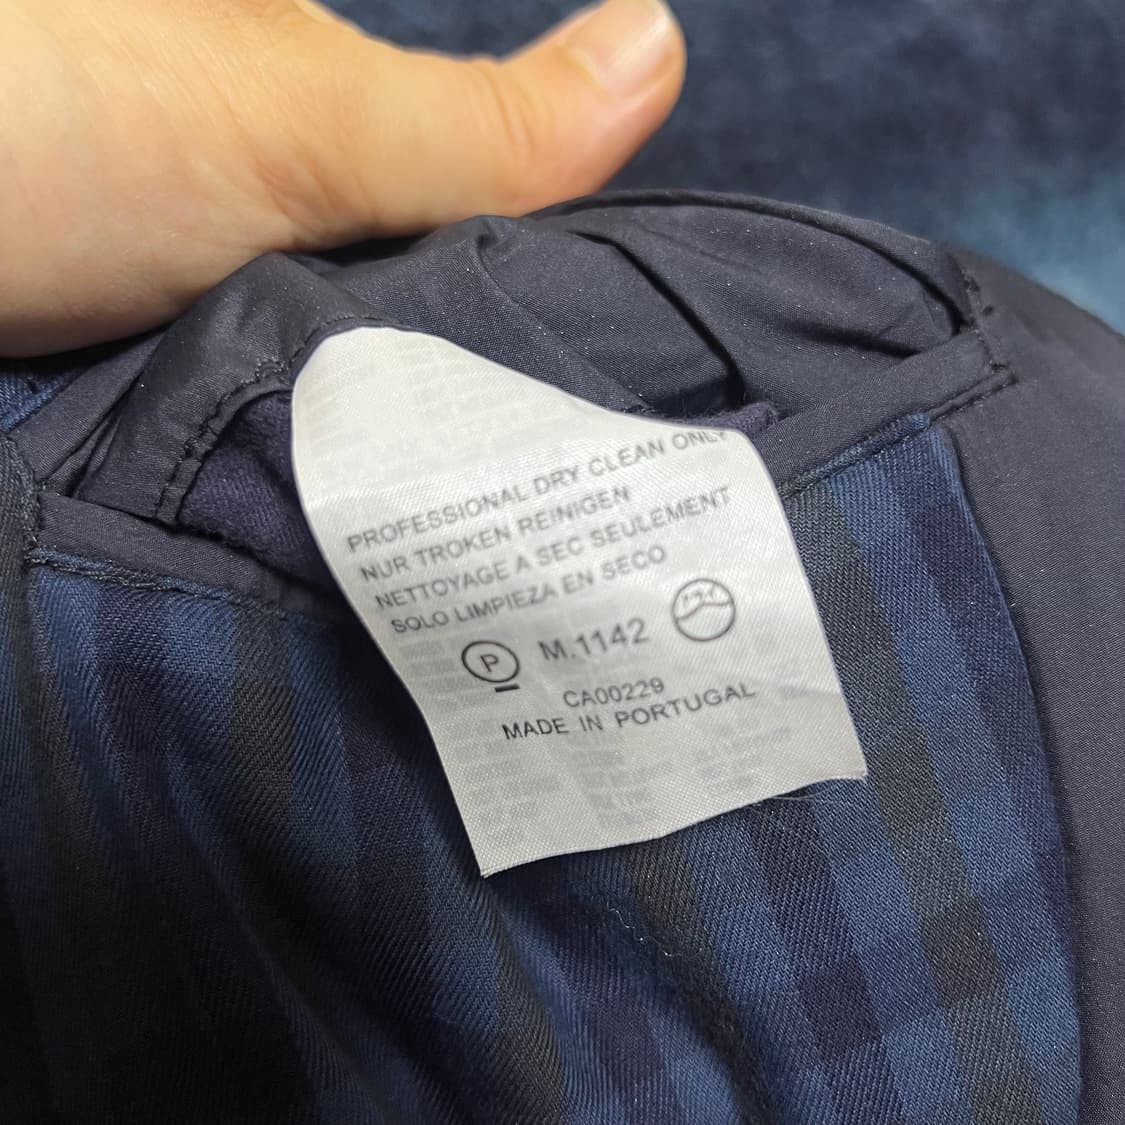 PROFESSIONAL DRY CLEAN ONLY
NUR TROKEN REINIGEN
NETTOYAGE A SEC SEULEMENT
SOLO LIMPIEZA EN SECO
P M.1142
CA00229
MADE IN PORTUGAL